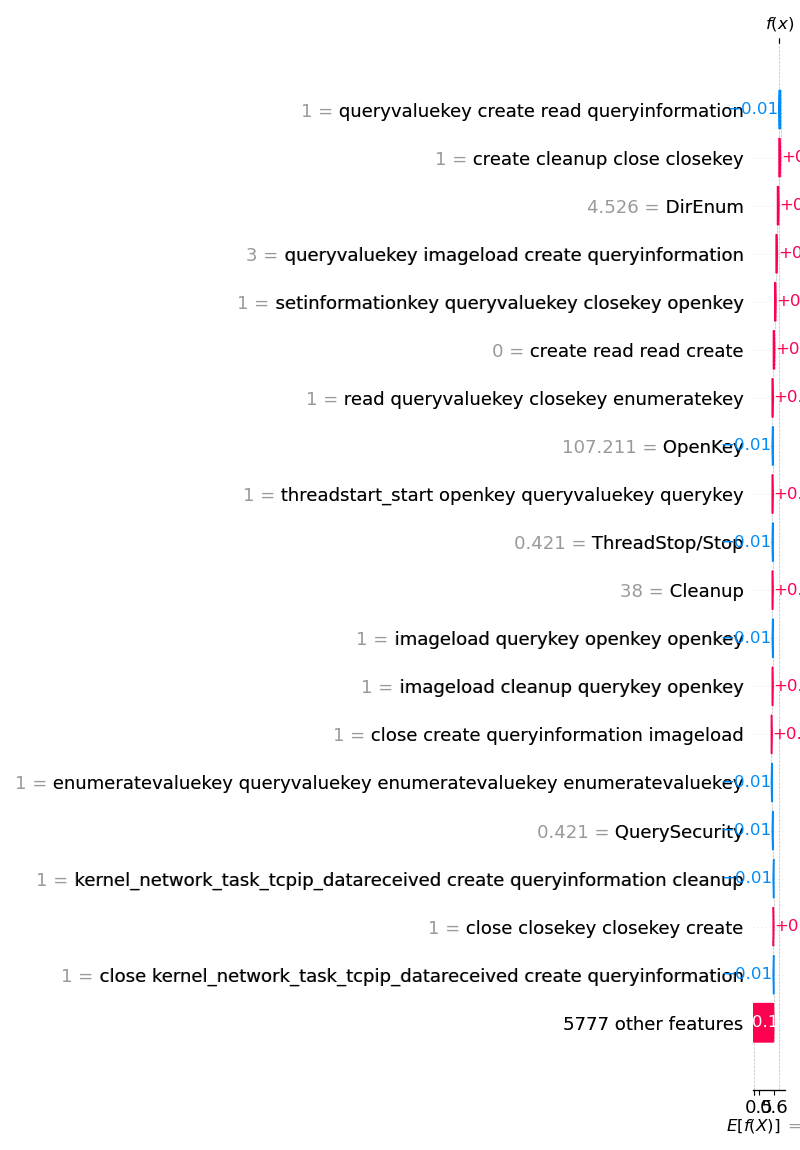 f(x)
1 = queryvaluekey create read queryinformation −0.01
1 = create cleanup close closekey +0
4.526 = DirEnum +0
3 = queryvaluekey imageload create queryinformation +0
1 = setinformationkey queryvaluekey closekey openkey +0
0 = create read read create +0
1 = read queryvaluekey closekey enumeratekey +0.
107.211 = OpenKey −0.01
1 = threadstart_start openkey queryvaluekey querykey +0.
0.421 = ThreadStop/Stop −0.01
38 = Cleanup +0.
1 = imageload querykey openkey openkey −0.01
1 = imageload cleanup querykey openkey +0.
1 = close create queryinformation imageload +0.
1 = enumeratevaluekey queryvaluekey enumeratevaluekey enumeratevaluekey −0.01
0.421 = QuerySecurity −0.01
1 = kernel_network_task_tcpip_datareceived create queryinformation cleanup −0.01
1 = close closekey closekey create +0
1 = close kernel_network_task_tcpip_datareceived create queryinformation −0.01
5777 other features 0.1
0.6
E[f(X)] =